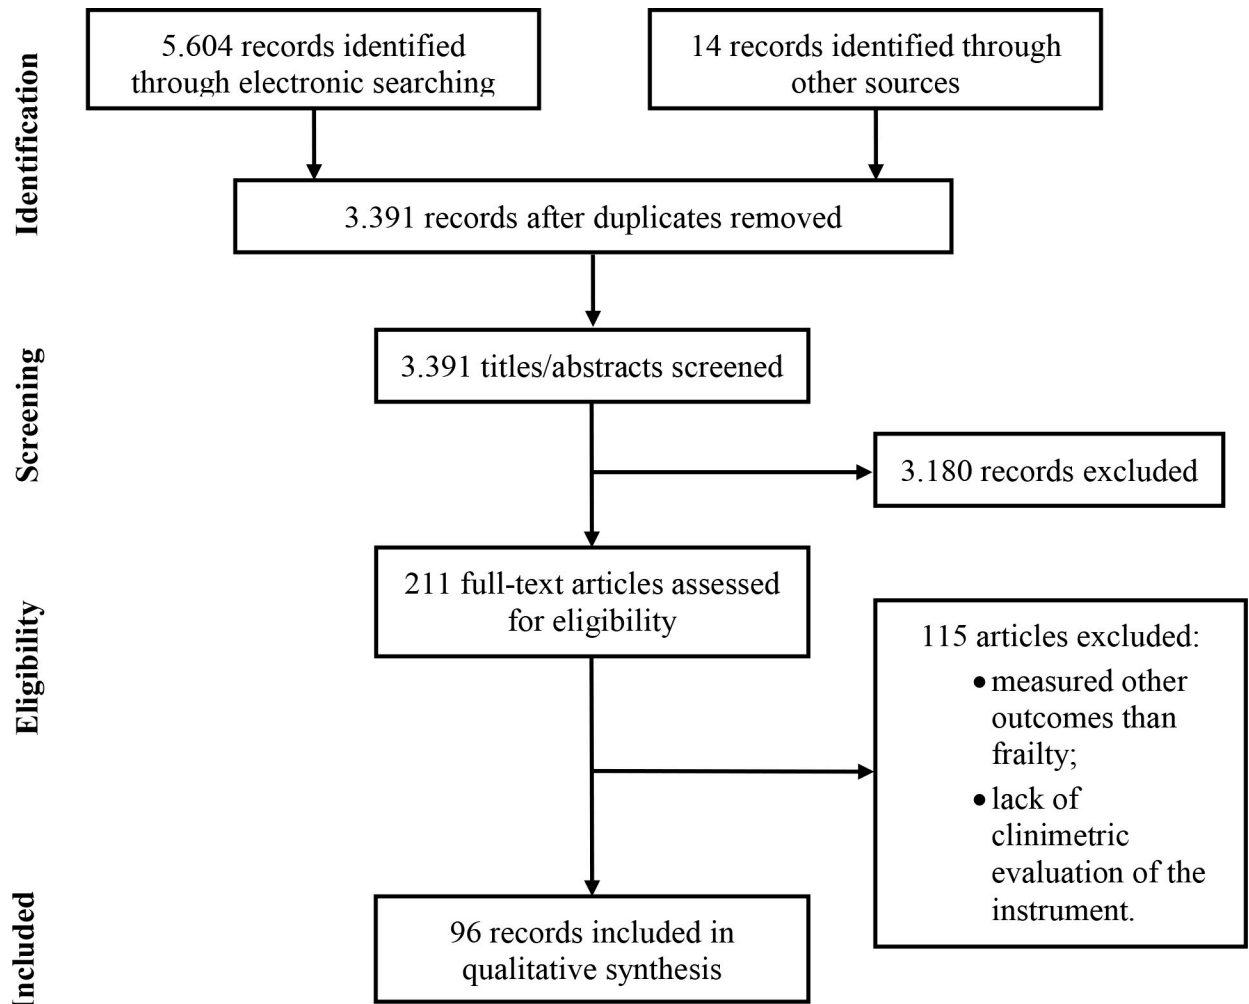 Identification
5.604 records identified
through electronic searching
14 records identified through
other sources
3.391 records after duplicates removed
Screening
3.391 titles/abstracts screened
3.180 records excluded
Eligibility
211 full-text articles assessed
for eligibility
115 articles excluded:
• measured other
outcomes than
frailty;
• lack of
clinimetric
evaluation of the
instrument.
Included
96 records included in
qualitative synthesis